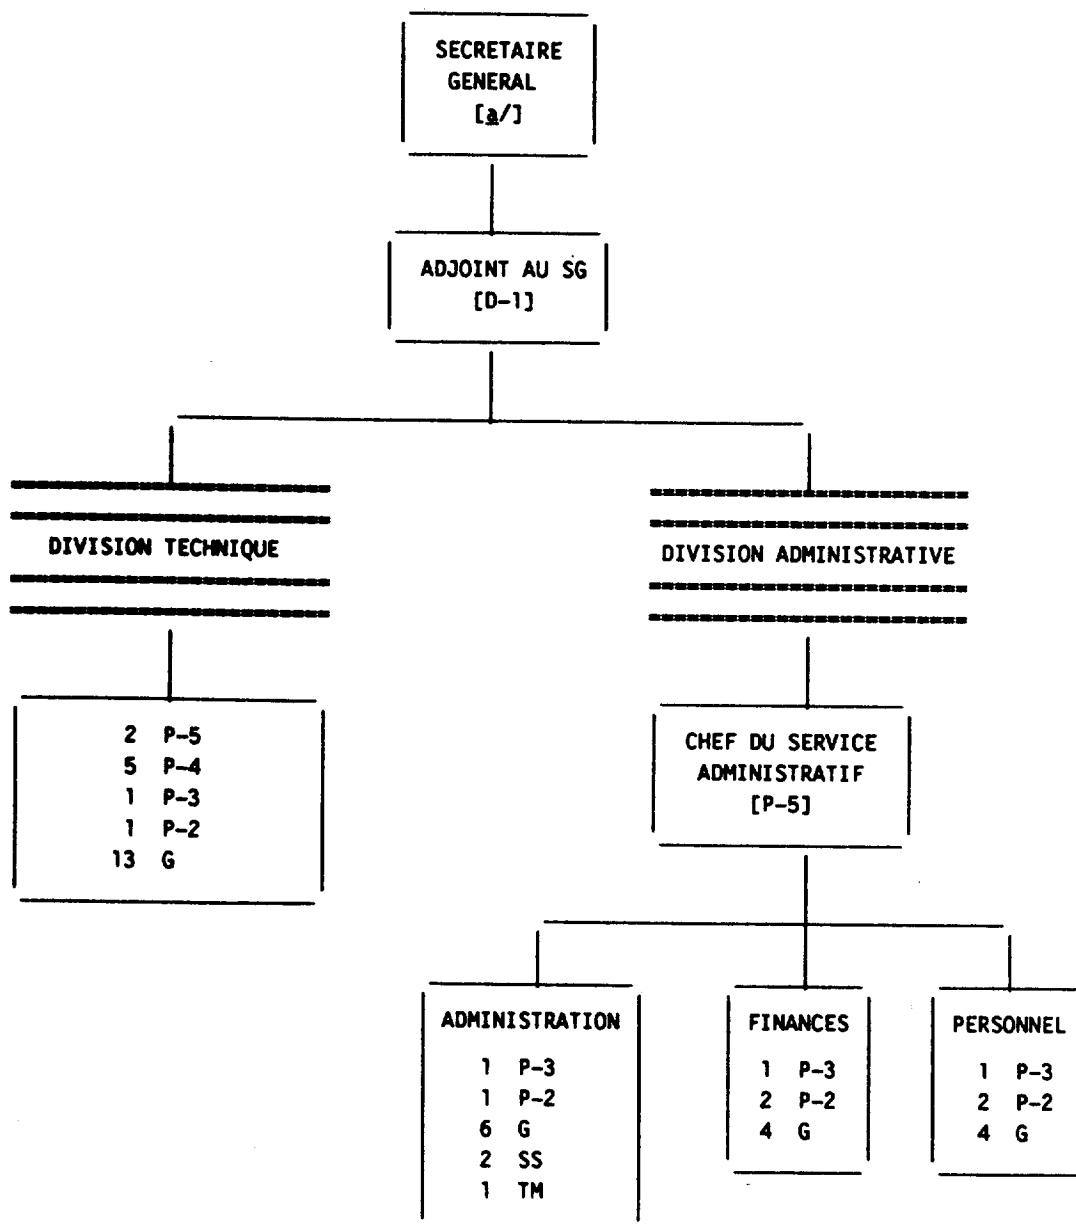 SECRETAIRE
GENERAL
[a/]
ADJOINT AU SG
[D-1]
DIVISION TECHNIQUE
DIVISION ADMINISTRATIVE
2 P-5
5 P-4
1 P-3
1 P-2
13 G
CHEF DU SERVICE
ADMINISTRATIF
[P-5]
ADMINISTRATION
1 P-3
1 P-2
6 G
2 SS
1 TM
FINANCES
1 P-3
2 P-2
4 G
PERSONNEL
1 P-3
2 P-2
4 G